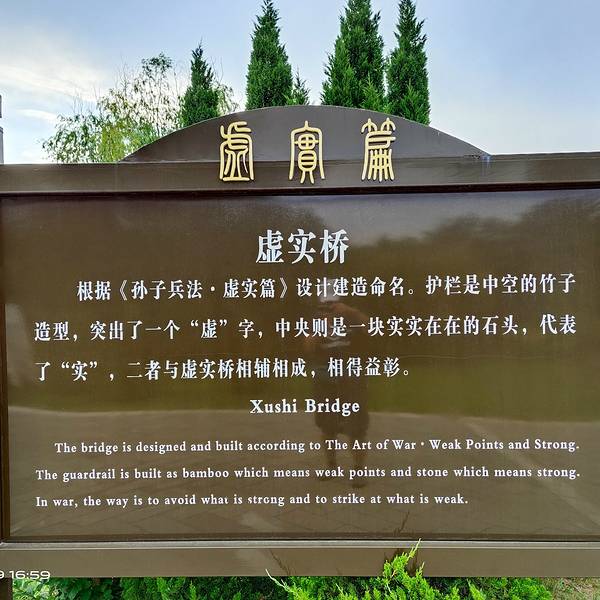 虛實篇
虚实桥
根据《孙子兵法·虚实篇》设计建造命名。护栏是中空的竹子
造型，突出了一个“虚”字，中央则是一块实实在在的石头，代表
了“实”，二者与虚实桥相辅相成，相得益彰。
Xushi Bridge
The bridge is designed and built according to The Art of War·Weak Points and Strong.
The guardrail is built as bamboo which means weak points and stone which means strong.
In war, the way is to avoid what is strong and to strike at what is weak.
9 16:59